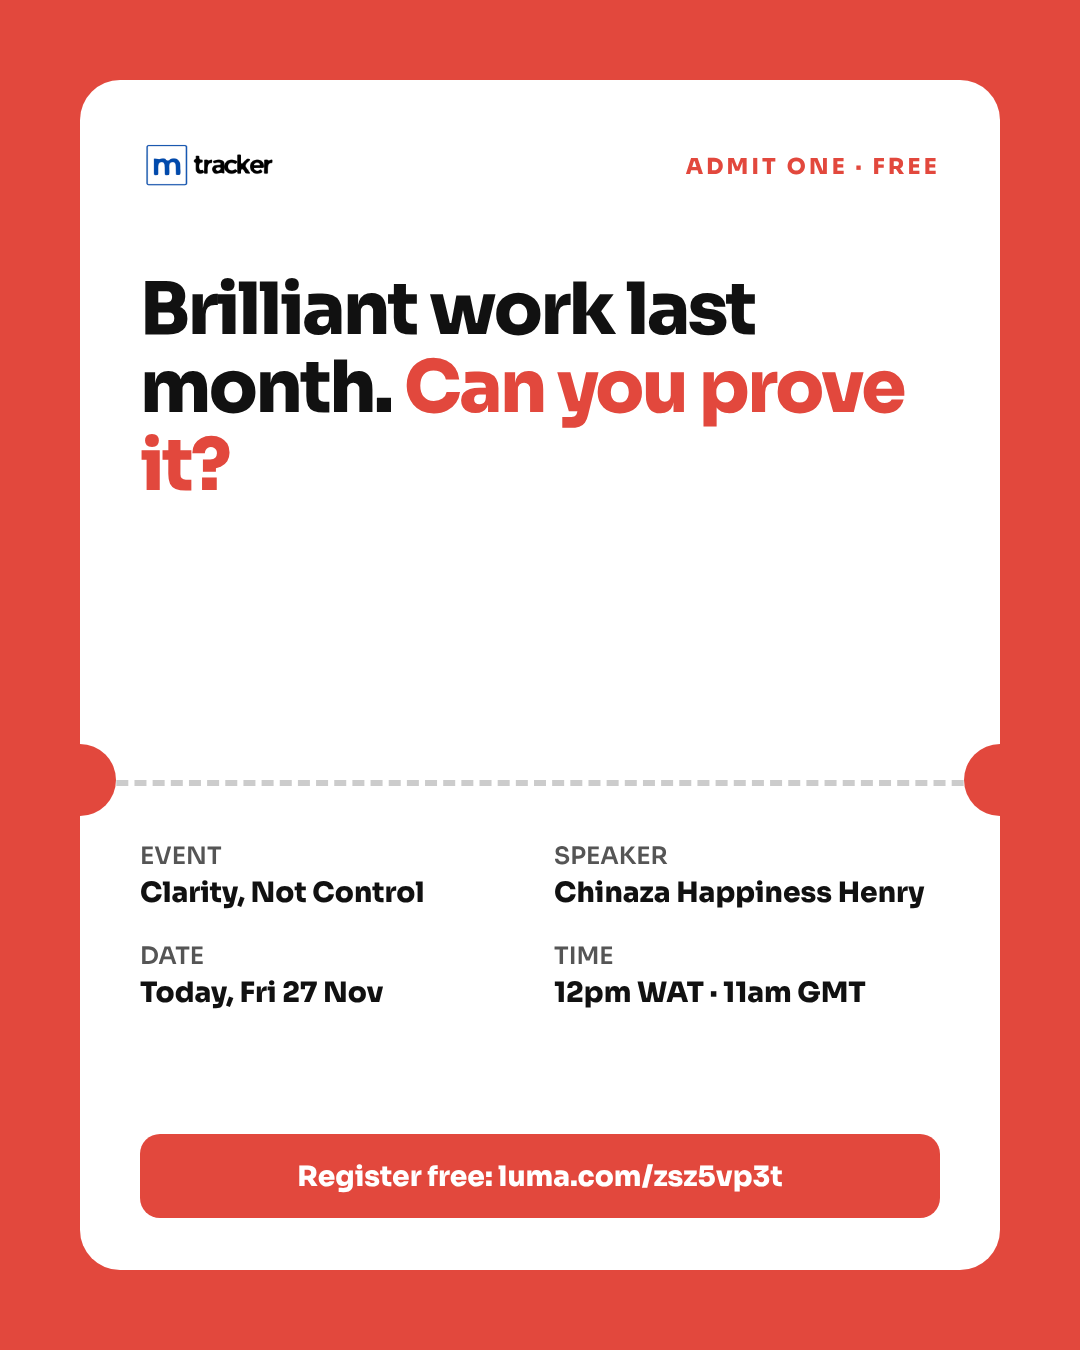 m tracker
ADMIT ONE · FREE
Brilliant work last
month. Can you prove
it?
EVENT
Clarity, Not Control
SPEAKER
Chinaza Happiness Henry
DATE
Today, Fri 27 Nov
TIME
12pm WAT · 11am GMT
Register free: luma.com/zsz5vp3t